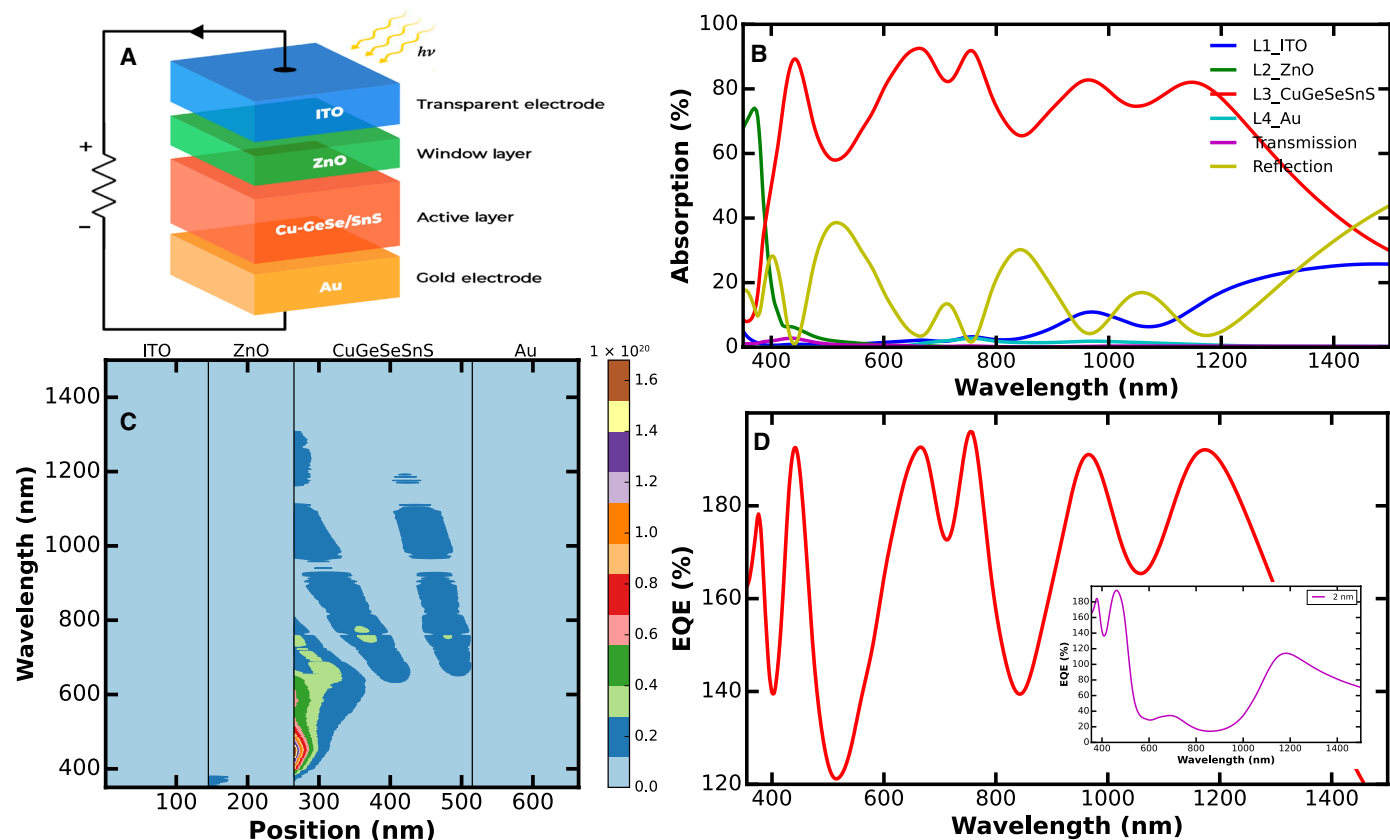 A
hν
ITO
Transparent electrode
ZnO
Window layer
+
−
Cu-GeSe/SnS
Active layer
Au
Gold electrode
B
100
80
60
40
20
0
Absorption (%)
L1_ITO
L2_ZnO
L3_CuGeSeSnS
L4_Au
Transmission
Reflection
400 600 800 1000 1200 1400
Wavelength (nm)
ITO ZnO CuGeSeSnS Au
1 × 10²⁰
C
1400
1200
1000
800
600
400
Wavelength (nm)
100 200 300 400 500 600
Position (nm)
1.6
1.4
1.2
1.0
0.8
0.6
0.4
0.2
0.0
D
180
160
140
120
EQE (%)
400 600 800 1000 1200 1400
Wavelength (nm)
2 nm
180
160
140
120
100
80
60
40
20
0
EQE (%)
400 600 800 1000 1200 1400
Wavelength (nm)